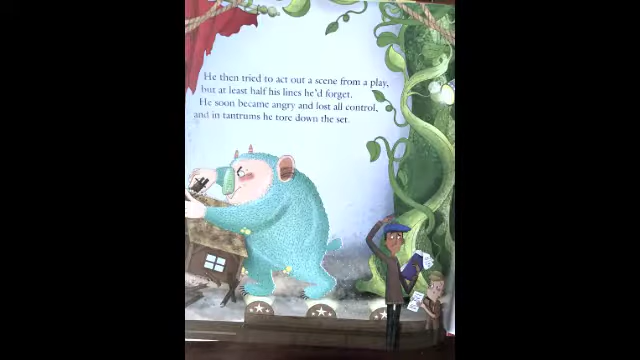 He then tried to act out a scene from a play,
but at least half his lines he'd forget.
He soon became angry and lost all control,
and in tantrums he tore down the set.